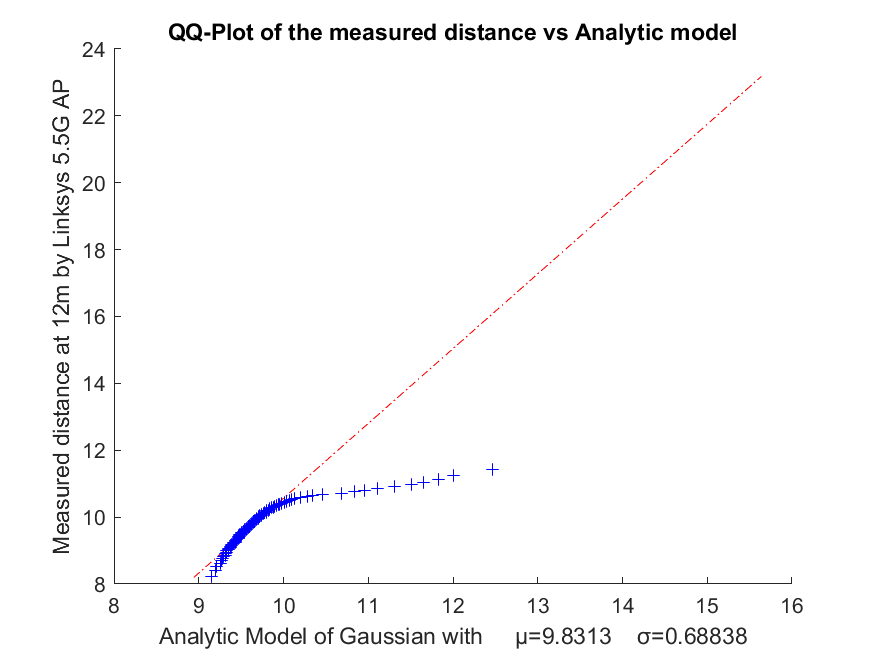 QQ-Plot of the measured distance vs Analytic model
Measured distance at 12m by Linksys 5.5G AP
24
22
20
18
16
14
12
10
8
8 9 10 11 12 13 14 15 16
Analytic Model of Gaussian with μ=9.8313 σ=0.68838